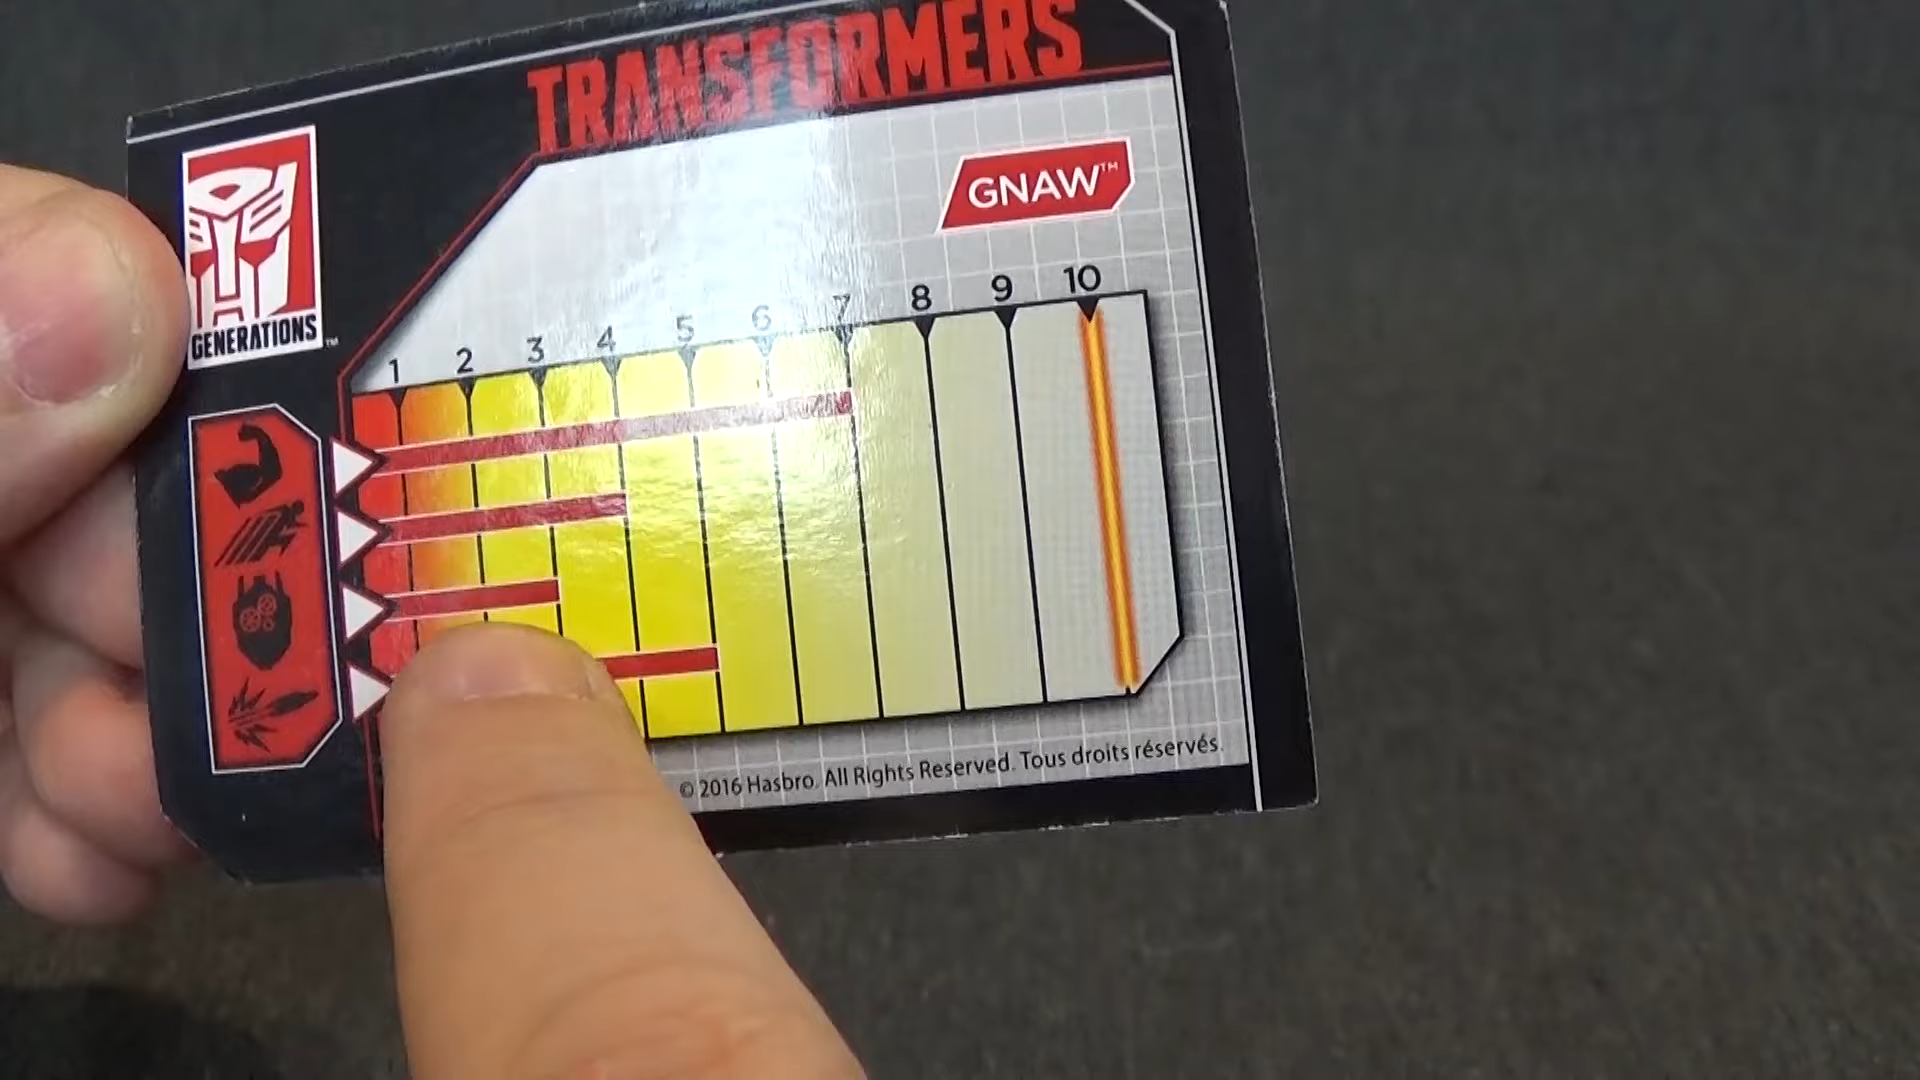 TRANSFORMERS
GNAW™
GENERATIONS™
1 2 3 4 5 6 7 8 9 10
© 2016 Hasbro. All Rights Reserved. Tous droits réservés.